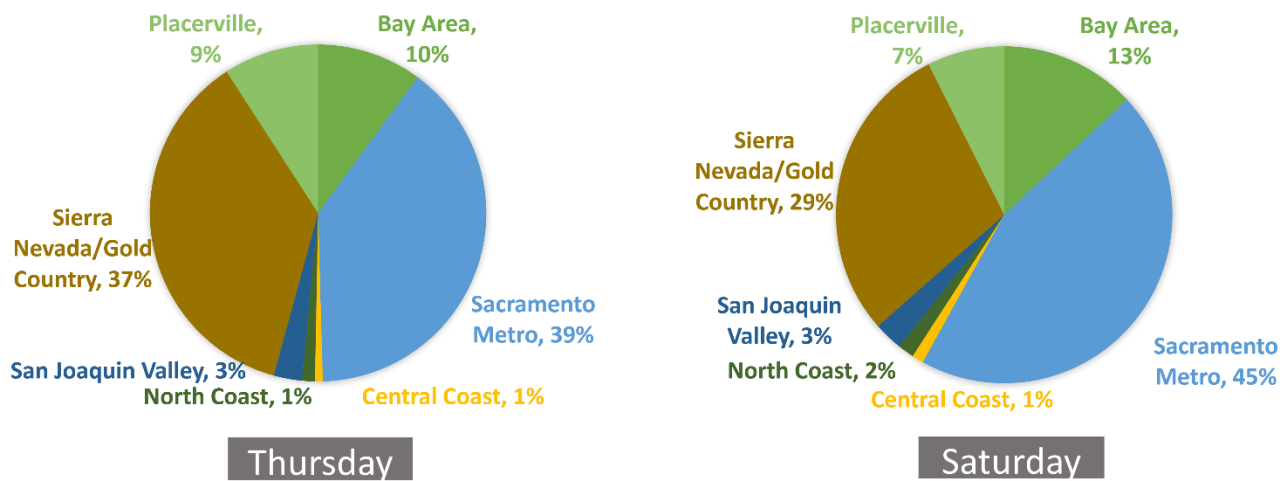 Placerville,
9%
Bay Area,
10%
Sierra
Nevada/Gold
Country, 37%
Sacramento
Metro, 39%
San Joaquin Valley, 3%
North Coast, 1%
Central Coast, 1%
Thursday
Placerville,
7%
Bay Area,
13%
Sierra
Nevada/Gold
Country, 29%
San Joaquin
Valley, 3%
Sacramento
Metro, 45%
North Coast, 2%
Central Coast, 1%
Saturday